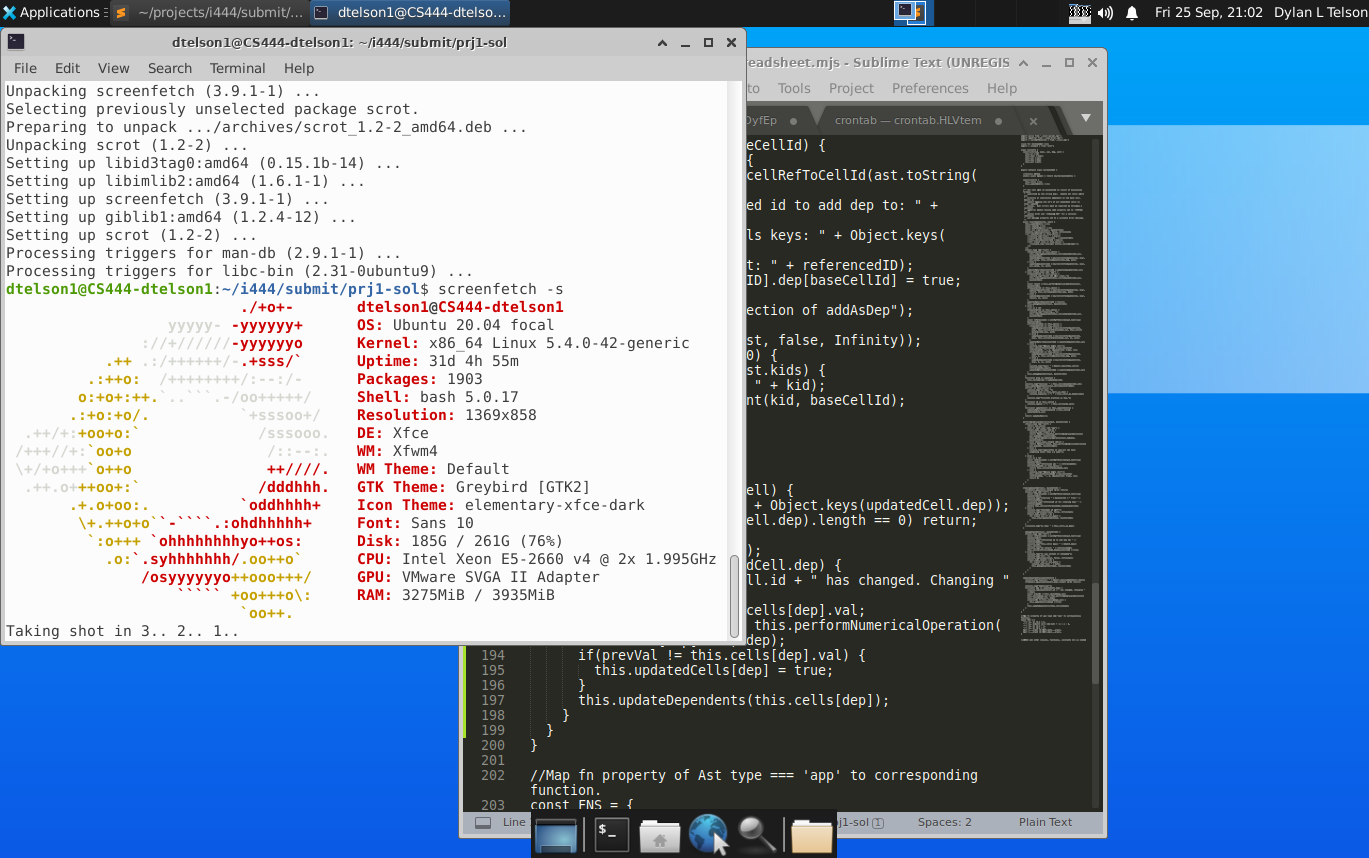 Applications
~/projects/i444/submit/...
dtelson1@CS444-dtelso...
Fri 25 Sep, 21:02
Dylan L Telson
dtelson1@CS444-dtelson1: ~/i444/submit/prj1-sol
File Edit View Search Terminal Help
Unpacking screenfetch (3.9.1-1) ...
Selecting previously unselected package scrot.
Preparing to unpack .../archives/scrot_1.2-2_amd64.deb ...
Unpacking scrot (1.2-2) ...
Setting up libid3tag0:amd64 (0.15.1b-14) ...
Setting up libimlib2:amd64 (1.6.1-1) ...
Setting up screenfetch (3.9.1-1) ...
Setting up giblib1:amd64 (1.2.4-12) ...
Setting up scrot (1.2-2) ...
Processing triggers for man-db (2.9.1-1) ...
Processing triggers for libc-bin (2.31-0ubuntu9) ...
dtelson1@CS444-dtelson1:~/i444/submit/prj1-sol$ screenfetch -s
./+o+- dtelson1@CS444-dtelson1
yyyyy- -yyyyyy+ OS: Ubuntu 20.04 focal
://+//////-yyyyyyo Kernel: x86_64 Linux 5.4.0-42-generic
.++ .:/++++++/-.+sss/` Uptime: 31d 4h 55m
.:++o: /++++++++/:--:/- Packages: 1903
o:+o+:++.`..```.-/oo+++++/ Shell: bash 5.0.17
.:+o:+o/. `+sssoo+/ Resolution: 1369x858
.++/+:+oo+o:` /sssooo. DE: Xfce
/+++//+:`oo+o /::--:. WM: Xfwm4
\+/+o+++`o++o ++////. WM Theme: Default
.++.o+++oo+:` /dddhhh. GTK Theme: Greybird [GTK2]
.+.o+oo:. `oddhhhh+ Icon Theme: elementary-xfce-dark
\+.++o+o``-````.:ohdhhhhh+ Font: Sans 10
`:o+++ `ohhhhhhhhyo++os: Disk: 185G / 261G (76%)
.o:`.syhhhhhhh/.oo++o` CPU: Intel Xeon E5-2660 v4 @ 2x 1.995GHz
/osyyyyyyo++ooo+++/ GPU: VMware SVGA II Adapter
````` +oo+++o\: RAM: 3275MiB / 3935MiB
`oo++.
Taking shot in 3.. 2.. 1..
eadsheet.mjs - Sublime Text (UNREGIS
to Tools Project Preferences Help
OyfEp
crontab — crontab.HLVtem
eCellId) {
{
cellRefToCellId(ast.toString(
ed id to add dep to: " +
ls keys: " + Object.keys(
t: " + referencedID);
ID].dep[baseCellId] = true;
ection of addAsDep");
st, false, Infinity));
0) {
st.kids) {
" + kid);
nt(kid, baseCellId);
ell) {
+ Object.keys(updatedCell.dep));
ell.dep).length == 0) return;
);
dCell.dep) {
ll.id + " has changed. Changing "
cells[dep].val;
this.performNumericalOperation(
dep);
194 if(prevVal != this.cells[dep].val) {
195 this.updatedCells[dep] = true;
196 }
197 this.updateDependents(this.cells[dep]);
198 }
199 }
200 }
201
202 //Map fn property of Ast type === 'app' to corresponding
function.
203 const FNS = {
Line
rj1-sol 1
Spaces: 2
Plain Text